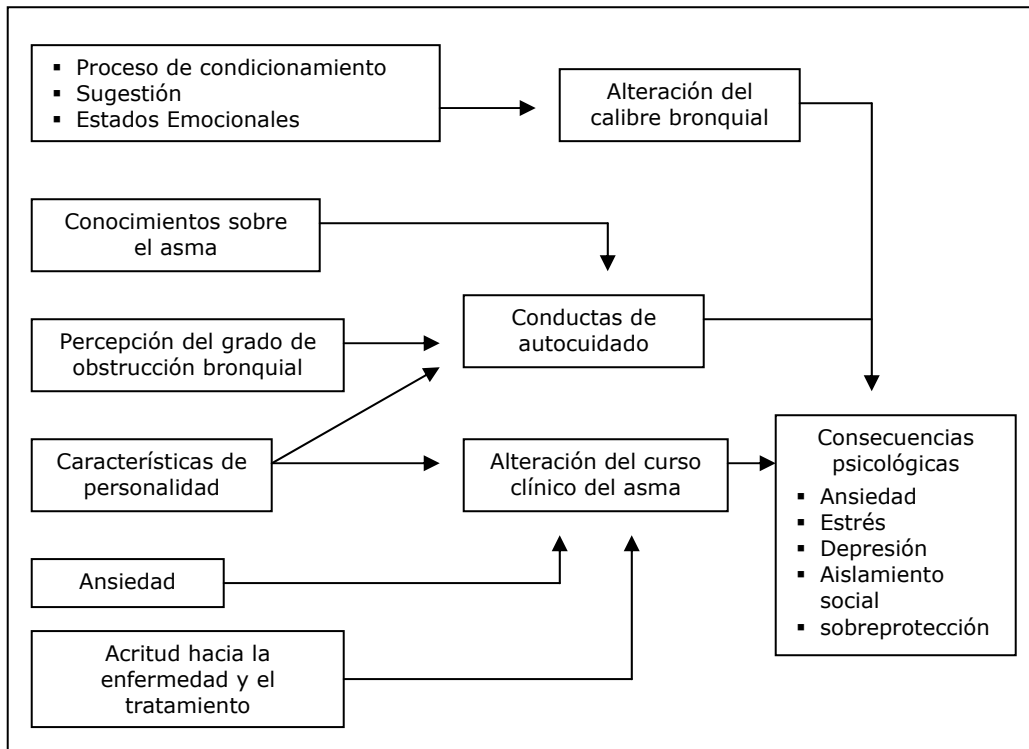 ▪ Proceso de condicionamiento
▪ Sugestión
▪ Estados Emocionales
Alteración del
calibre bronquial
Conocimientos sobre
el asma
Percepción del grado de
obstrucción bronquial
Conductas de
autocuidado
Características de
personalidad
Alteración del curso
clínico del asma
Consecuencias
psicológicas
▪ Ansiedad
▪ Estrés
▪ Depresión
▪ Aislamiento
social
▪ sobreprotección
Ansiedad
Acritud hacia la
enfermedad y el
tratamiento